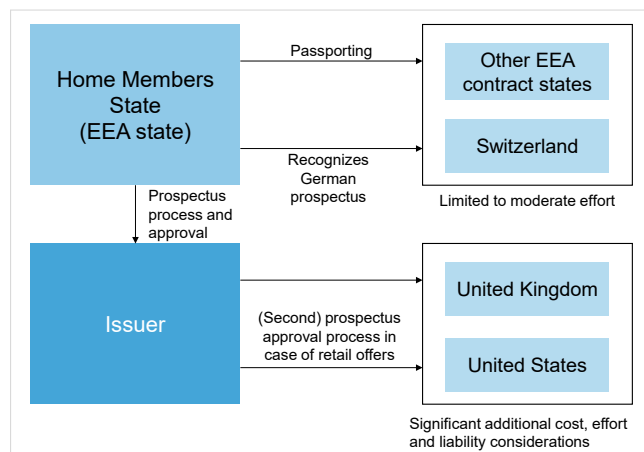 Home Members
State
(EEA state)
Passporting
Other EEA
contract states
Switzerland
Recognizes
German
prospectus
Limited to moderate effort
Prospectus
process and
approval
Issuer
(Second) prospectus
approval process in
case of retail offers
United Kingdom
United States
Significant additional cost, effort
and liability considerations